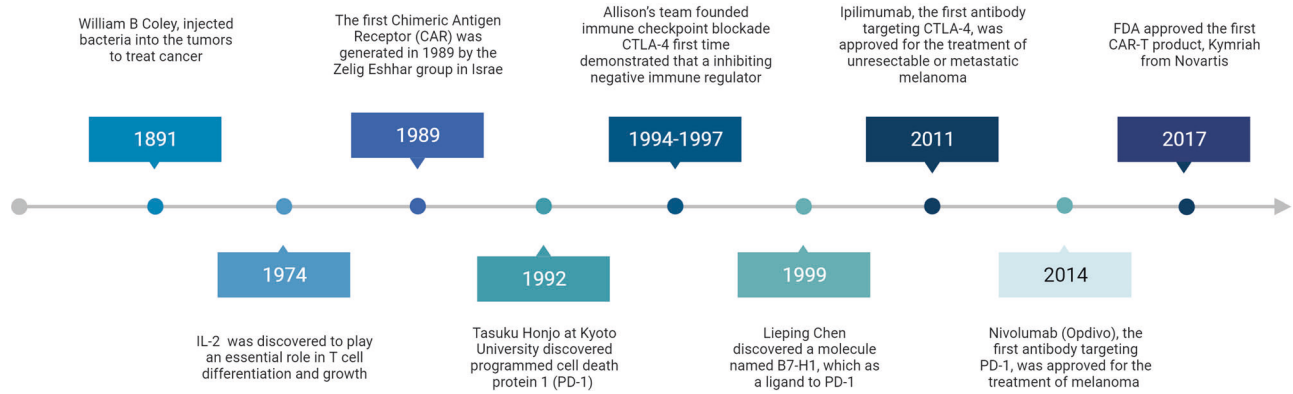 William B Coley, injected
bacteria into the tumors
to treat cancer
1891
IL-2 was discovered to play
an essential role in T cell
differentiation and growth
1974
The first Chimeric Antigen
Receptor (CAR) was
generated in 1989 by the
Zelig Eshhar group in Israe
1989
1992
Tasuku Honjo at Kyoto
University discovered
programmed cell death
protein 1 (PD-1)
Allison's team founded
immune checkpoint blockade
CTLA-4 first time
demonstrated that a inhibiting
negative immune regulator
1994-1997
1999
Lieping Chen
discovered a molecule
named B7-H1, which as
a ligand to PD-1
Ipilimumab, the first antibody
targeting CTLA-4, was
approved for the treatment of
unresectable or metastatic
melanoma
2011
2014
Nivolumab (Opdivo), the
first antibody targeting
PD-1, was approved for the
treatment of melanoma
FDA approved the first
CAR-T product, Kymriah
from Novartis
2017